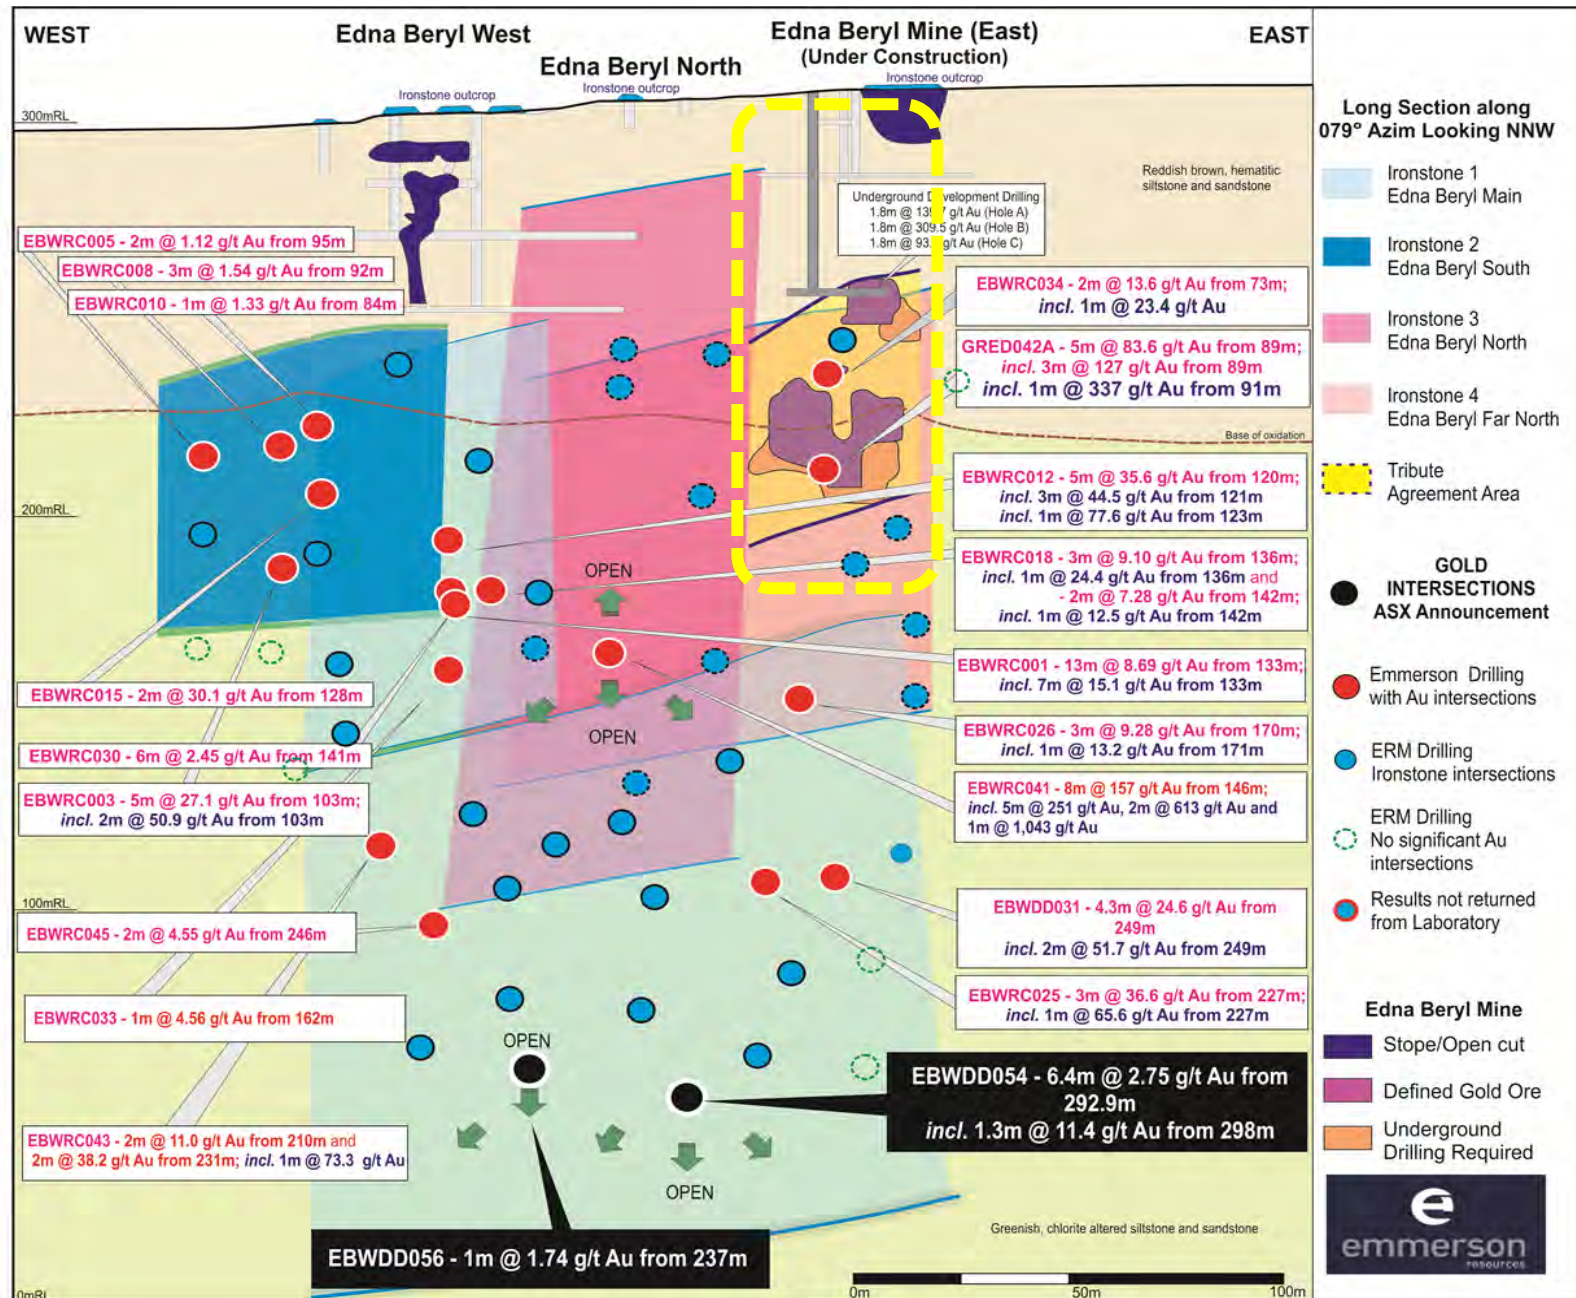 WEST
Edna Beryl West
Edna Beryl North
Edna Beryl Mine (East)
(Under Construction)
EAST
Ironstone outcrop
Ironstone outcrop
Ironstone outcrop
300mRL
200mRL
100mRL
0mRL
Reddish brown, hematitic
siltstone and sandstone
Underground Development Drilling
1.8m @ 139.7 g/t Au (Hole A)
1.8m @ 309.5 g/t Au (Hole B)
1.8m @ 93. g/t Au (Hole C)
EBWRC005 - 2m @ 1.12 g/t Au from 95m
EBWRC008 - 3m @ 1.54 g/t Au from 92m
EBWRC010 - 1m @ 1.33 g/t Au from 84m
EBWRC034 - 2m @ 13.6 g/t Au from 73m;
incl. 1m @ 23.4 g/t Au
GRED042A - 5m @ 83.6 g/t Au from 89m;
incl. 3m @ 127 g/t Au from 89m
incl. 1m @ 337 g/t Au from 91m
Base of oxidation
EBWRC012 - 5m @ 35.6 g/t Au from 120m;
incl. 3m @ 44.5 g/t Au from 121m
incl. 1m @ 77.6 g/t Au from 123m
EBWRC018 - 3m @ 9.10 g/t Au from 136m;
incl. 1m @ 24.4 g/t Au from 136m and
- 2m @ 7.28 g/t Au from 142m;
incl. 1m @ 12.5 g/t Au from 142m
EBWRC001 - 13m @ 8.69 g/t Au from 133m;
incl. 7m @ 15.1 g/t Au from 133m
EBWRC026 - 3m @ 9.28 g/t Au from 170m;
incl. 1m @ 13.2 g/t Au from 171m
EBWRC041 - 8m @ 157 g/t Au from 146m;
incl. 5m @ 251 g/t Au, 2m @ 613 g/t Au and
1m @ 1,043 g/t Au
EBWDD031 - 4.3m @ 24.6 g/t Au from
249m
incl. 2m @ 51.7 g/t Au from 249m
EBWRC025 - 3m @ 36.6 g/t Au from 227m;
incl. 1m @ 65.6 g/t Au from 227m
EBWDD054 - 6.4m @ 2.75 g/t Au from
292.9m
incl. 1.3m @ 11.4 g/t Au from 298m
OPEN
OPEN
OPEN
OPEN
EBWRC015 - 2m @ 30.1 g/t Au from 128m
EBWRC030 - 6m @ 2.45 g/t Au from 141m
EBWRC003 - 5m @ 27.1 g/t Au from 103m;
incl. 2m @ 50.9 g/t Au from 103m
EBWRC045 - 2m @ 4.55 g/t Au from 246m
EBWRC033 - 1m @ 4.56 g/t Au from 162m
EBWRC043 - 2m @ 11.0 g/t Au from 210m and
2m @ 38.2 g/t Au from 231m; incl. 1m @ 73.3 g/t Au
EBWDD056 - 1m @ 1.74 g/t Au from 237m
Greenish, chlorite altered siltstone and sandstone
0m
50m
100m
Long Section along
079° Azim Looking NNW
Ironstone 1
Edna Beryl Main
Ironstone 2
Edna Beryl South
Ironstone 3
Edna Beryl North
Ironstone 4
Edna Beryl Far North
Tribute
Agreement Area
GOLD
INTERSECTIONS
ASX Announcement
Emmerson Drilling
with Au intersections
ERM Drilling
Ironstone intersections
ERM Drilling
No significant Au
intersections
Results not returned
from Laboratory
Edna Beryl Mine
Stope/Open cut
Defined Gold Ore
Underground
Drilling Required
e
emmerson
resources